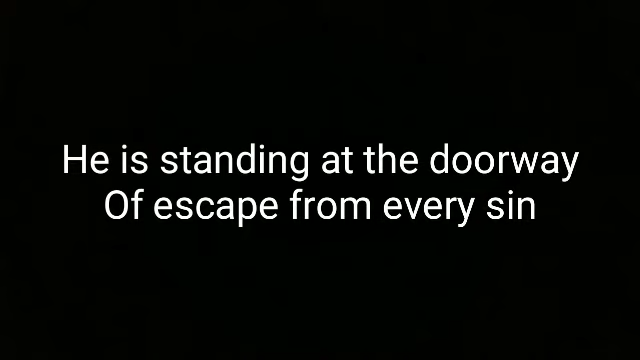 He is standing at the doorway
Of escape from every sin